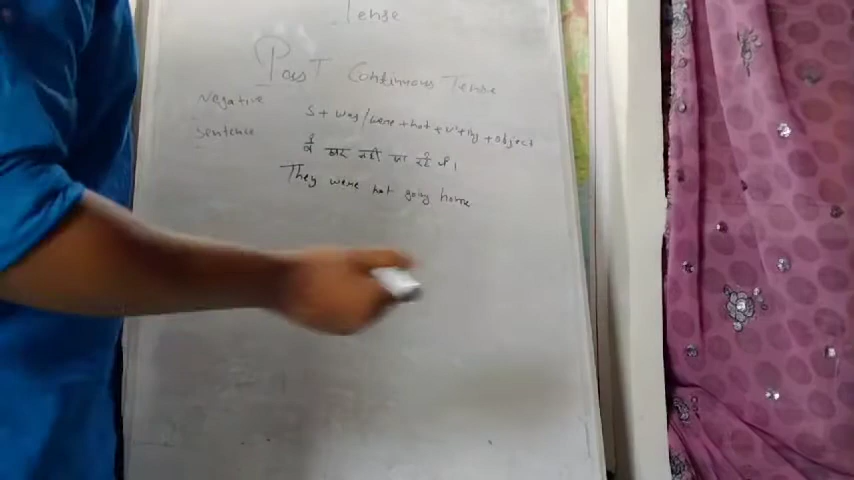 Tense
Past Continuous Tense
Negative Sentence
S + was/were + not + v¹+ing + object
वे घर नहीं जा रहे थे।
They were not going home